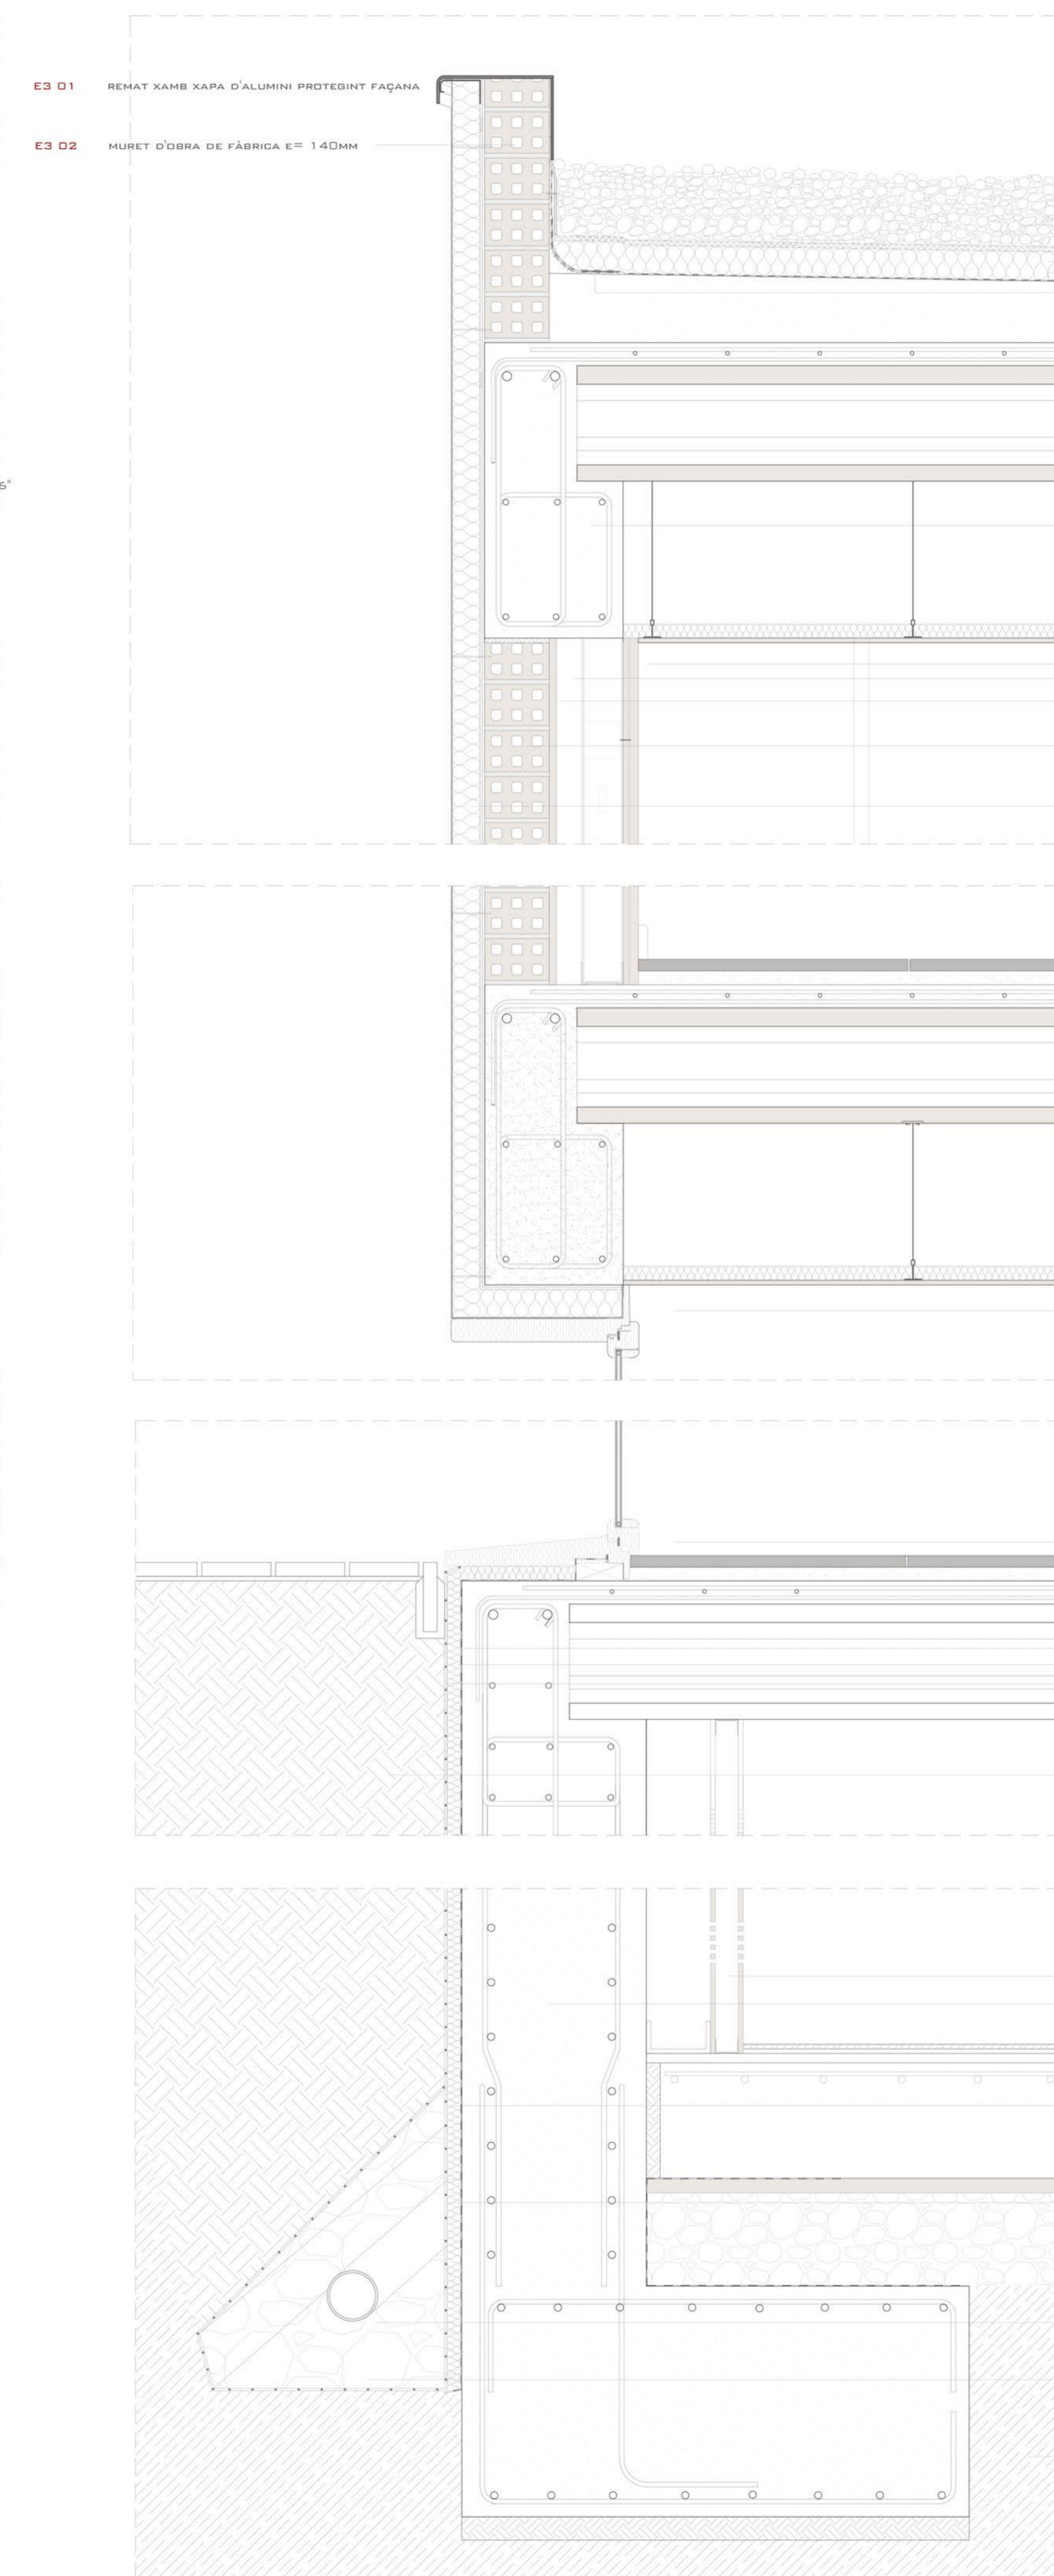 E3 01 REMAT XAMB XAPA D'ALUMINI PROTEGINT FAÇANA
E3 02 MURET D'OBRA DE FÀBRICA E= 140MM